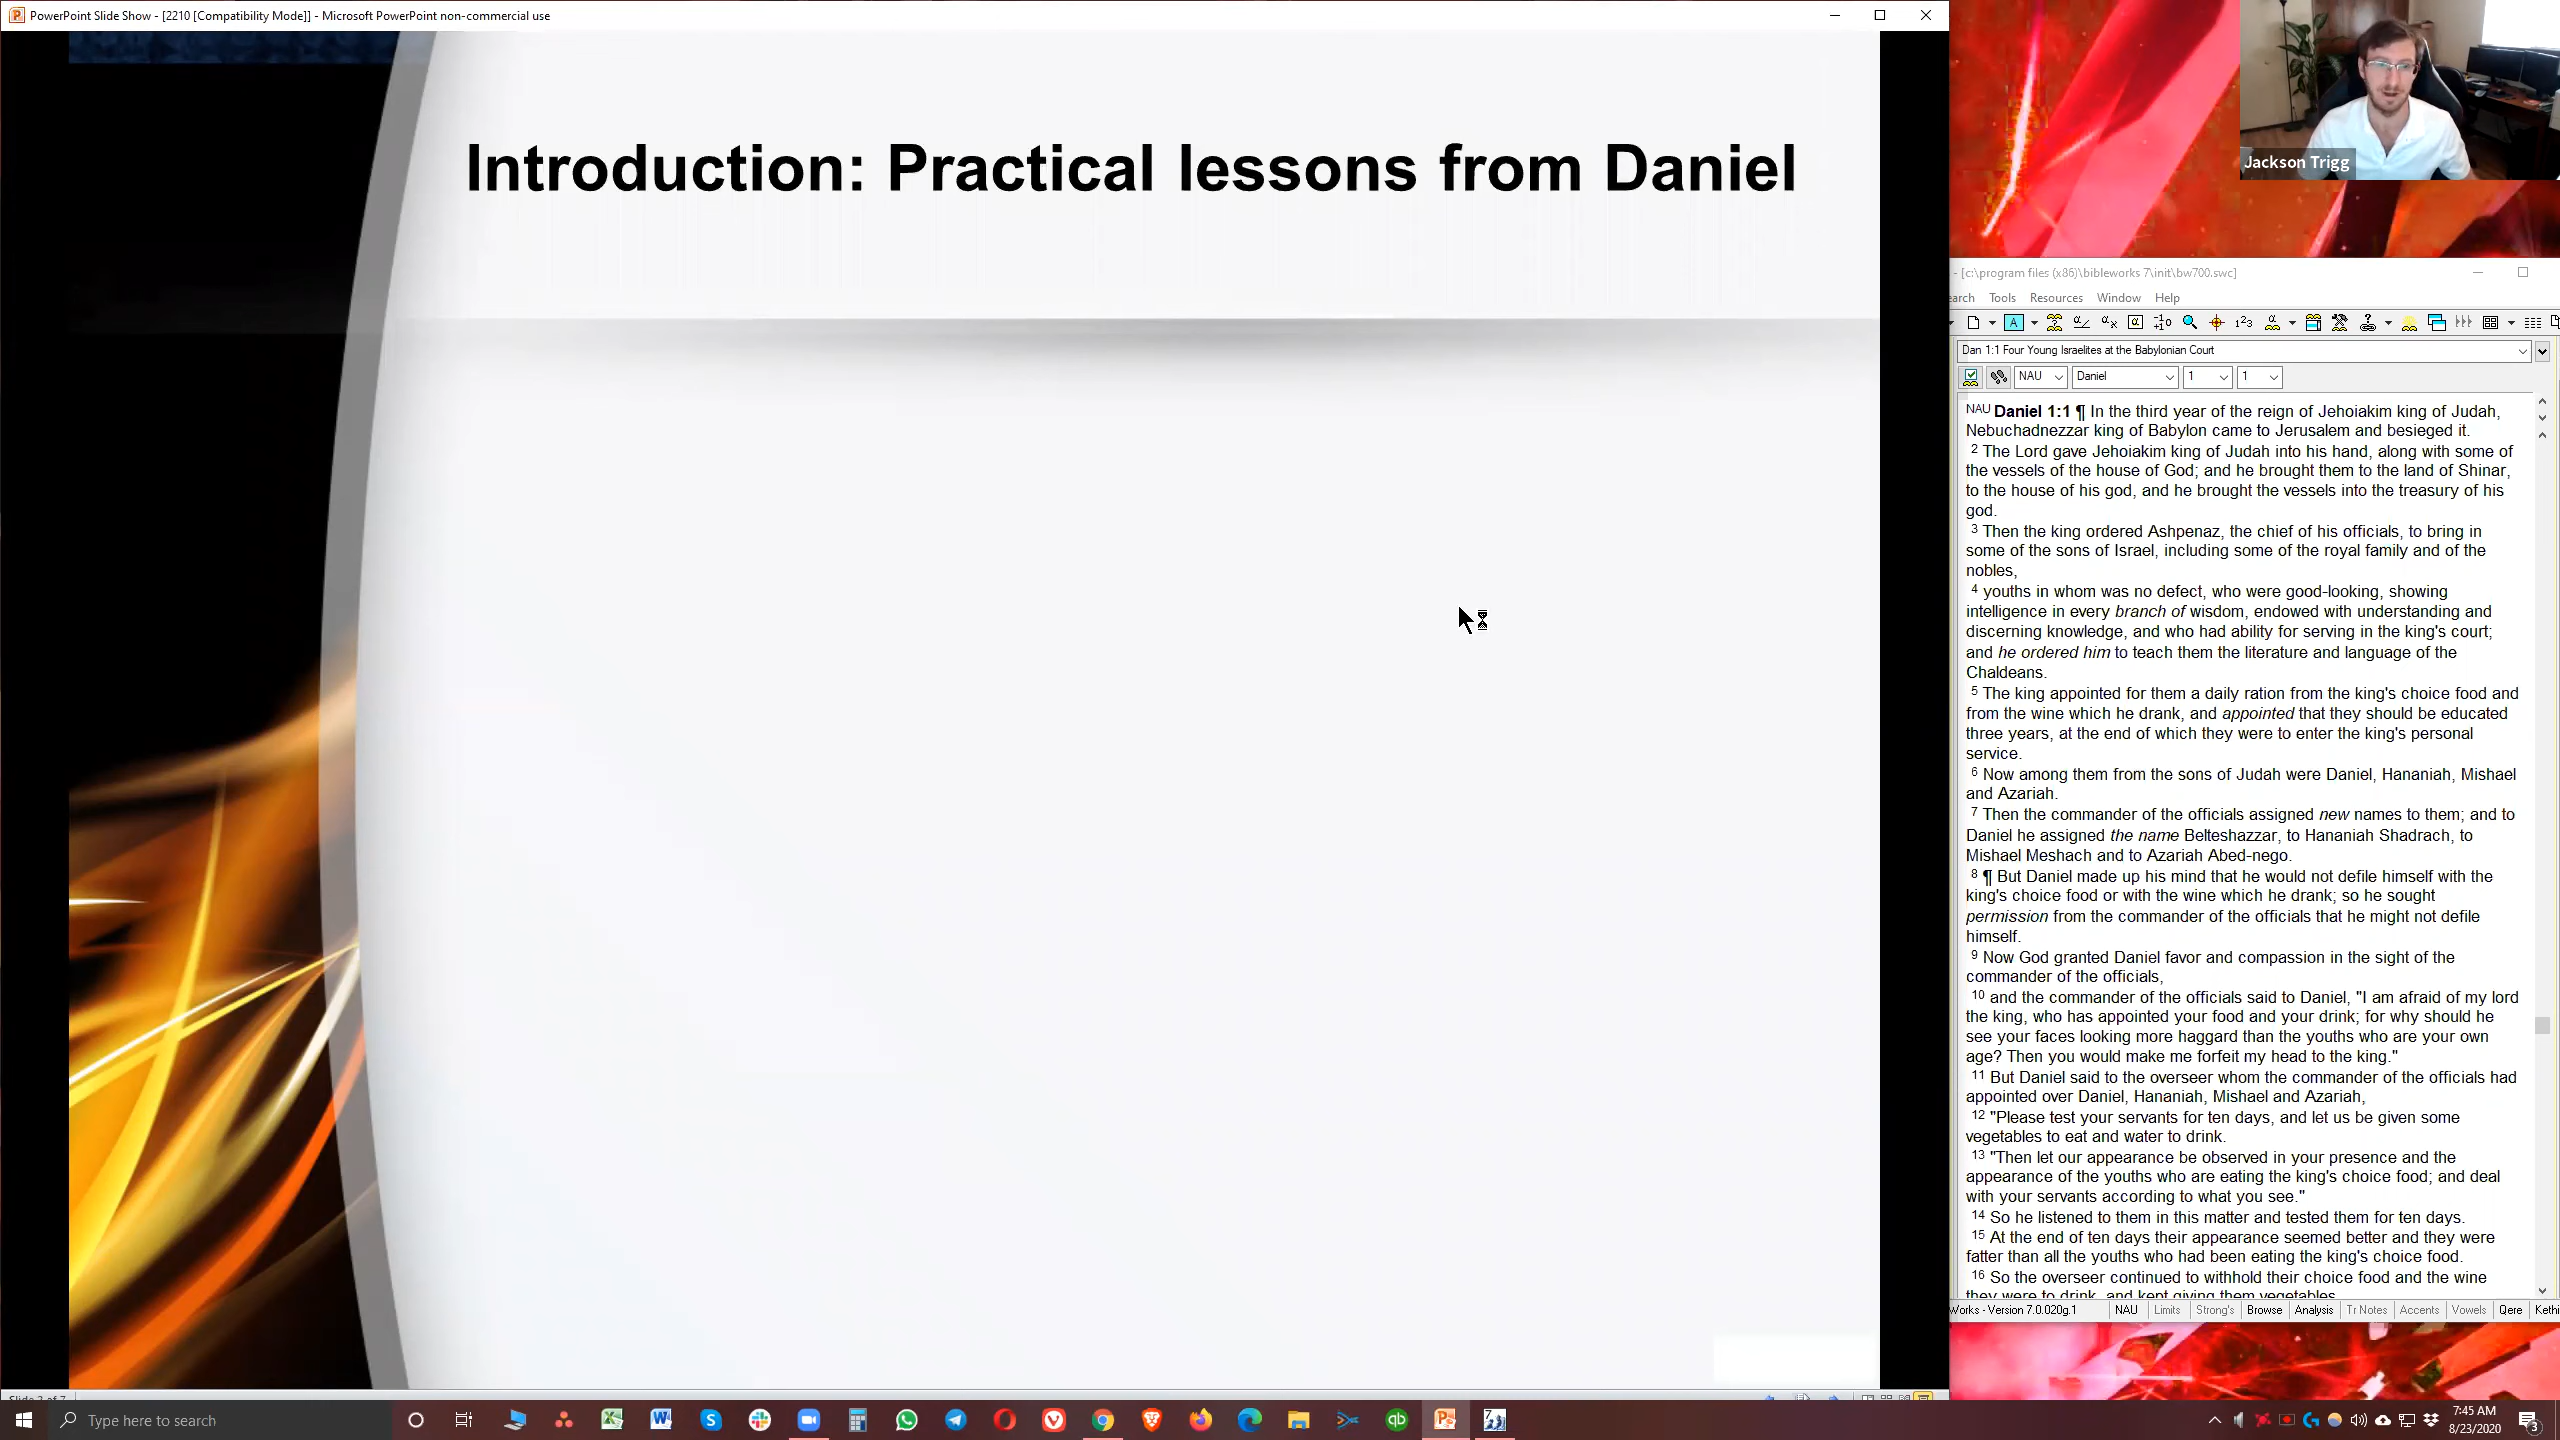 PowerPoint Slide Show - [2210 [Compatibility Mode]] - Microsoft PowerPoint non-commercial use
Introduction: Practical lessons from Daniel
Jackson Trigg
- [c:\program files (x86)\bibleworks 7\init\bw700.swc]
earch Tools Resources Window Help
Dan 1:1 Four Young Israelites at the Babylonian Court
NAU Daniel 1 1
NAU Daniel 1:1 ¶ In the third year of the reign of Jehoiakim king of Judah,
Nebuchadnezzar king of Babylon came to Jerusalem and besieged it.
2 The Lord gave Jehoiakim king of Judah into his hand, along with some of
the vessels of the house of God; and he brought them to the land of Shinar,
to the house of his god, and he brought the vessels into the treasury of his
god.
3 Then the king ordered Ashpenaz, the chief of his officials, to bring in
some of the sons of Israel, including some of the royal family and of the
nobles,
4 youths in whom was no defect, who were good-looking, showing
intelligence in every branch of wisdom, endowed with understanding and
discerning knowledge, and who had ability for serving in the king's court;
and he ordered him to teach them the literature and language of the
Chaldeans.
5 The king appointed for them a daily ration from the king's choice food and
from the wine which he drank, and appointed that they should be educated
three years, at the end of which they were to enter the king's personal
service.
6 Now among them from the sons of Judah were Daniel, Hananiah, Mishael
and Azariah.
7 Then the commander of the officials assigned new names to them; and to
Daniel he assigned the name Belteshazzar, to Hananiah Shadrach, to
Mishael Meshach and to Azariah Abed-nego.
8 ¶ But Daniel made up his mind that he would not defile himself with the
king's choice food or with the wine which he drank; so he sought
permission from the commander of the officials that he might not defile
himself.
9 Now God granted Daniel favor and compassion in the sight of the
commander of the officials,
10 and the commander of the officials said to Daniel, "I am afraid of my lord
the king, who has appointed your food and your drink; for why should he
see your faces looking more haggard than the youths who are your own
age? Then you would make me forfeit my head to the king."
11 But Daniel said to the overseer whom the commander of the officials had
appointed over Daniel, Hananiah, Mishael and Azariah,
12 "Please test your servants for ten days, and let us be given some
vegetables to eat and water to drink.
13 "Then let our appearance be observed in your presence and the
appearance of the youths who are eating the king's choice food; and deal
with your servants according to what you see."
14 So he listened to them in this matter and tested them for ten days.
15 At the end of ten days their appearance seemed better and they were
fatter than all the youths who had been eating the king's choice food.
16 So the overseer continued to withhold their choice food and the wine
they were to drink, and kept giving them vegetables
Works - Version 7.0.020g.1 NAU Limits Strong's Browse Analysis Tr Notes Accents Vowels Qere Kethi
Type here to search
7:45 AM
8/23/2020
3